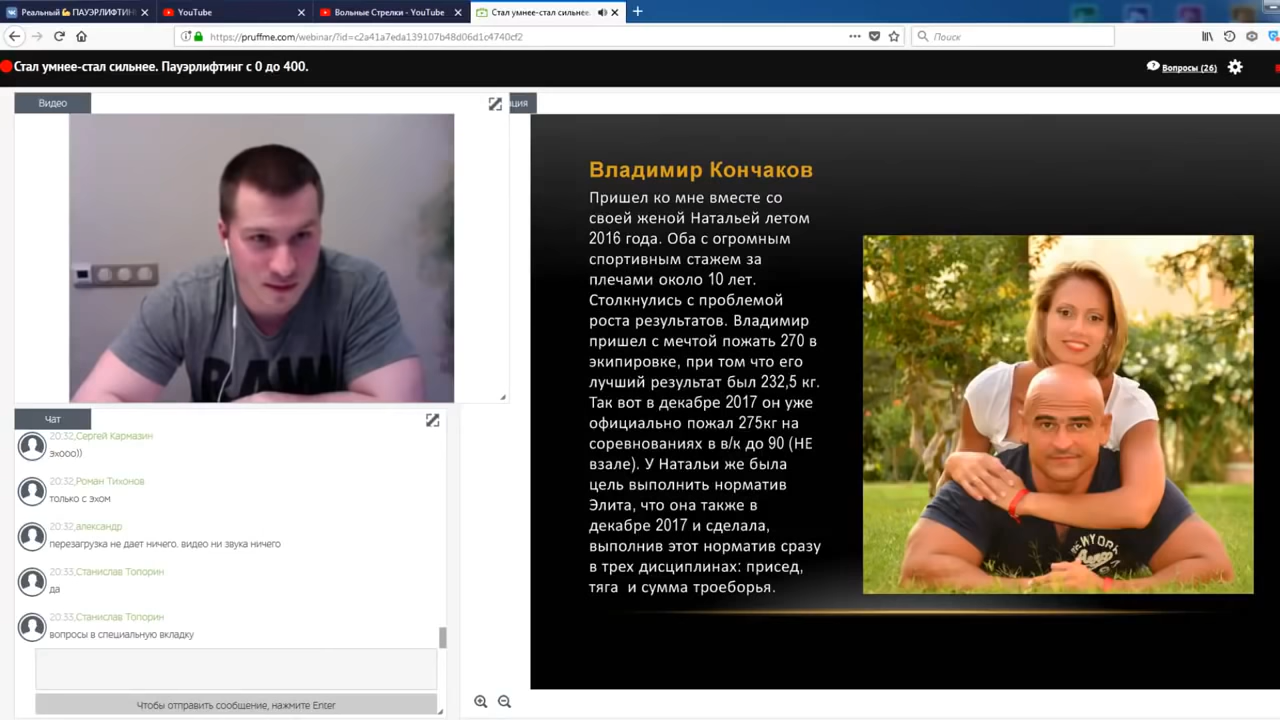 Реальный 💪 ПАУЭРЛИФТИНГ
YouTube
Вольные Стрелки - YouTube
Стал умнее-стал сильнее.
https://pruffme.com/webinar/?id=c2a41a7eda139107b48d06d1c4740cf2
Поиск
Стал умнее-стал сильнее. Пауэрлифтинг с 0 до 400.
Вопросы (26)
Видео
ция
Владимир Кончаков
Пришел ко мне вместе со
своей женой Натальей летом
2016 года. Оба с огромным
спортивным стажем за
плечами около 10 лет.
Столкнулись с проблемой
роста результатов. Владимир
пришел с мечтой пожать 270 в
экипировке, при том что его
лучший результат был 232,5 кг.
Так вот в декабре 2017 он уже
официально пожал 275кг на
соревнованиях в в/к до 90 (НЕ
взале). У Натальи же была
цель выполнить норматив
Элита, что она также в
декабре 2017 и сделала,
выполнив этот норматив сразу
в трех дисциплинах: присед,
тяга и сумма троеборья.
Чат
20:32,Сергей Кармазин
эхооо))
20:32,Роман Тихонов
только с эхом
20:32,александр
перезагрузка не дает ничего. видео ни звука ничего
20:33,Станислав Топорин
да
20:33,Станислав Топорин
вопросы в специальную вкладку
Чтобы отправить сообщение, нажмите Enter